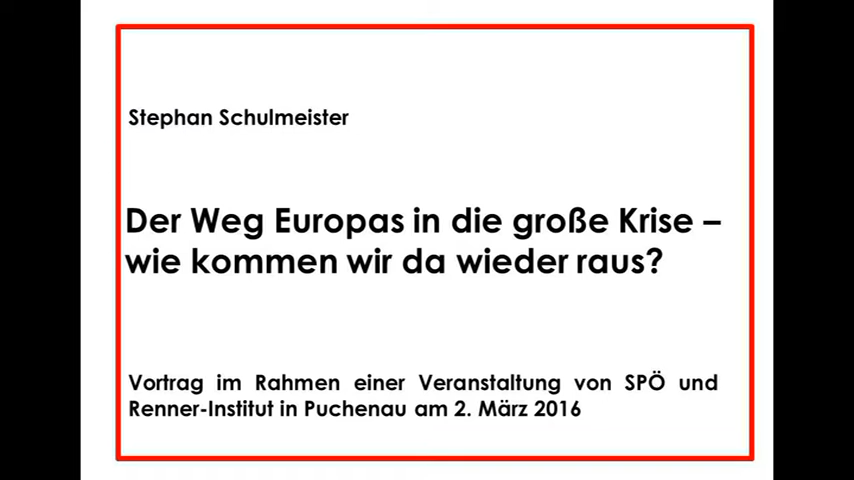 Stephan Schulmeister
Der Weg Europas in die große Krise –
wie kommen wir da wieder raus?
Vortrag im Rahmen einer Veranstaltung von SPÖ und
Renner-Institut in Puchenau am 2. März 2016